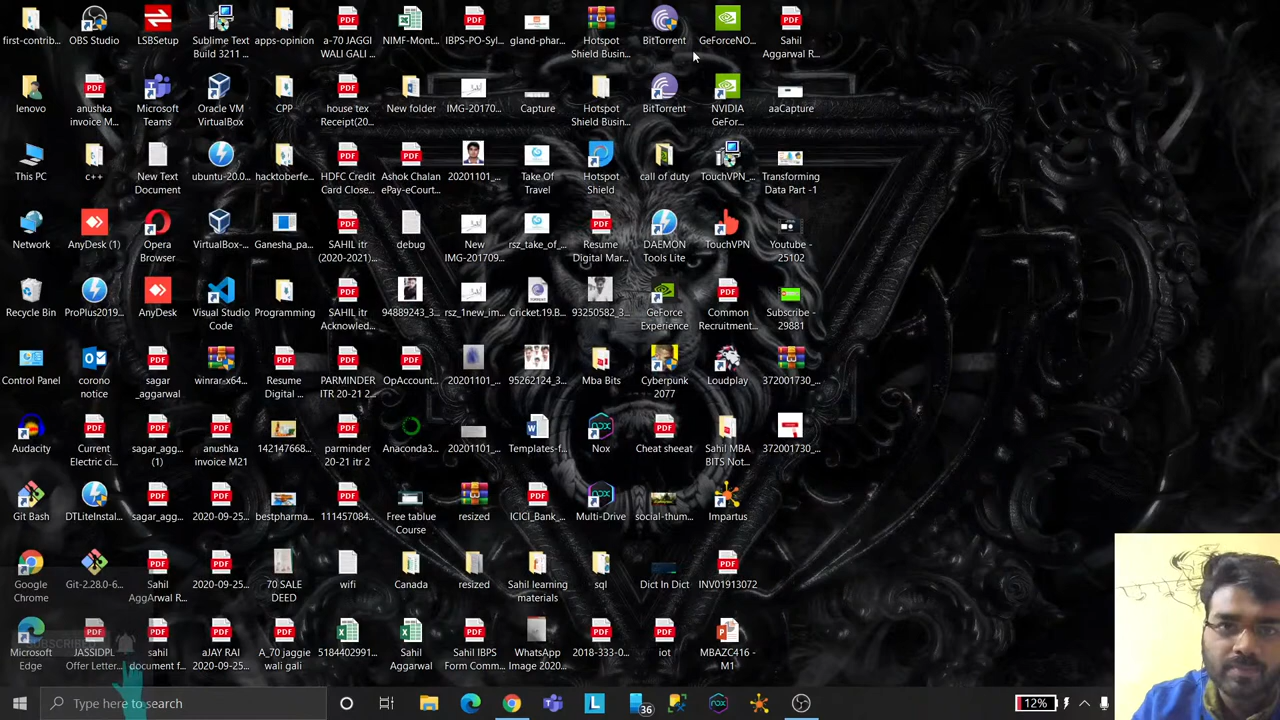 first-contrib...
OBS Studio
LSBSetup
Sublime Text
Build 3211 ...
apps-opinion
a-70 JAGGI
WALI GALI ...
NIMF-Mont...
IBPS-PO-Syl...
gland-phar...
Hotspot
Shield Busin...
BitTorrent
GeForceNO...
Sahil
Aggarwal R...
lenovo
anushka
invoice M...
Microsoft
Teams
Oracle VM
VirtualBox
CPP
house tex
Receipt(20...
New folder
IMG-20170...
Capture
Hotspot
Shield Busin...
BitTorrent
NVIDIA
GeFor...
aaCapture
This PC
c++
New Text
Document
ubuntu-20.0...
hacktoberfe...
HDFC Credit
Card Close...
Ashok Chalan
ePay-eCourt...
20201101_...
Take Of
Travel
Hotspot
Shield
call of duty
TouchVPN_...
Transforming
Data Part -1
Network
AnyDesk (1)
Opera
Browser
VirtualBox-...
Ganesha_pa...
SAHIL itr
(2020-2021)...
debug
New
IMG-201709...
rsz_take_of_...
Resume
Digital Mar...
DAEMON
Tools Lite
TouchVPN
Youtube -
25102
Recycle Bin
ProPlus2019...
AnyDesk
Visual Studio
Code
Programming
SAHIL ITR
Acknowled...
94889243_3...
rsz_1new_im...
Cricket.19.B...
93250582_3...
GeForce
Experience
Common
Recruitment...
Subscribe -
29881
Control Panel
corono
notice
sagar
_aggarwal
winrar-x64...
Resume
Digital ...
PARMINDER
ITR 20-21 2...
OpAccount...
20201101_...
95262124_3...
Mba Bits
Cyberpunk
2077
Loudplay
372001730_...
Audacity
Current
Electric ci...
sagar_agg...
(1)
anushka
invoice M21
142147668...
parminder
20-21 itr 2
Anaconda3...
20201101_...
Templates-f...
Nox
Cheat sheeat
Sahil MBA
BITS Not...
372001730_...
Git Bash
DTLiteInstal...
sagar_agg...
2020-09-25...
bestpharma...
111457084...
Free tablue
Course
resized
ICICI_Bank_...
Multi-Drive
social-thum...
Impartus
Google
Chrome
Git-2.28.0-6...
Sahil
AggArwal R...
2020-09-25...
70 SALE
DEED
wifi
Canada
resized
Sahil learning
materials
sql
Dict In Dict
INV01913072
SUBSCRIBED
Microsoft
Edge
JASSIDPL
Offer Letter...
sahil
document f...
aJAY RAI
2020-09-25...
A_70 jaggie
wali gali
5184402991...
Sahil
Aggarwal
Sahil IBPS
Form Comm...
WhatsApp
Image 2020...
2018-333-0...
iot
MBAZC416 -
M1
Type here to search
L
36
12%